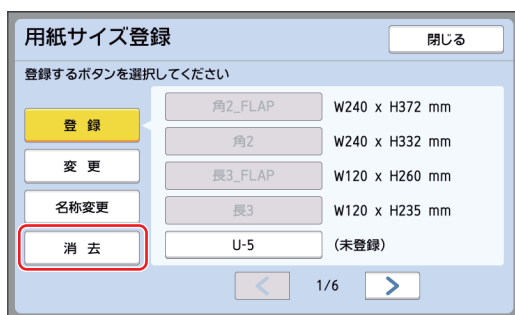 用紙サイズ登録
閉じる
登録するボタンを選択してください
登 録
変 更
名称変更
消 去
角2_FLAP W240 x H372 mm
角2 W240 x H332 mm
長3_FLAP W120 x H260 mm
長3 W120 x H235 mm
U-5 (未登録)
< 1/6 >